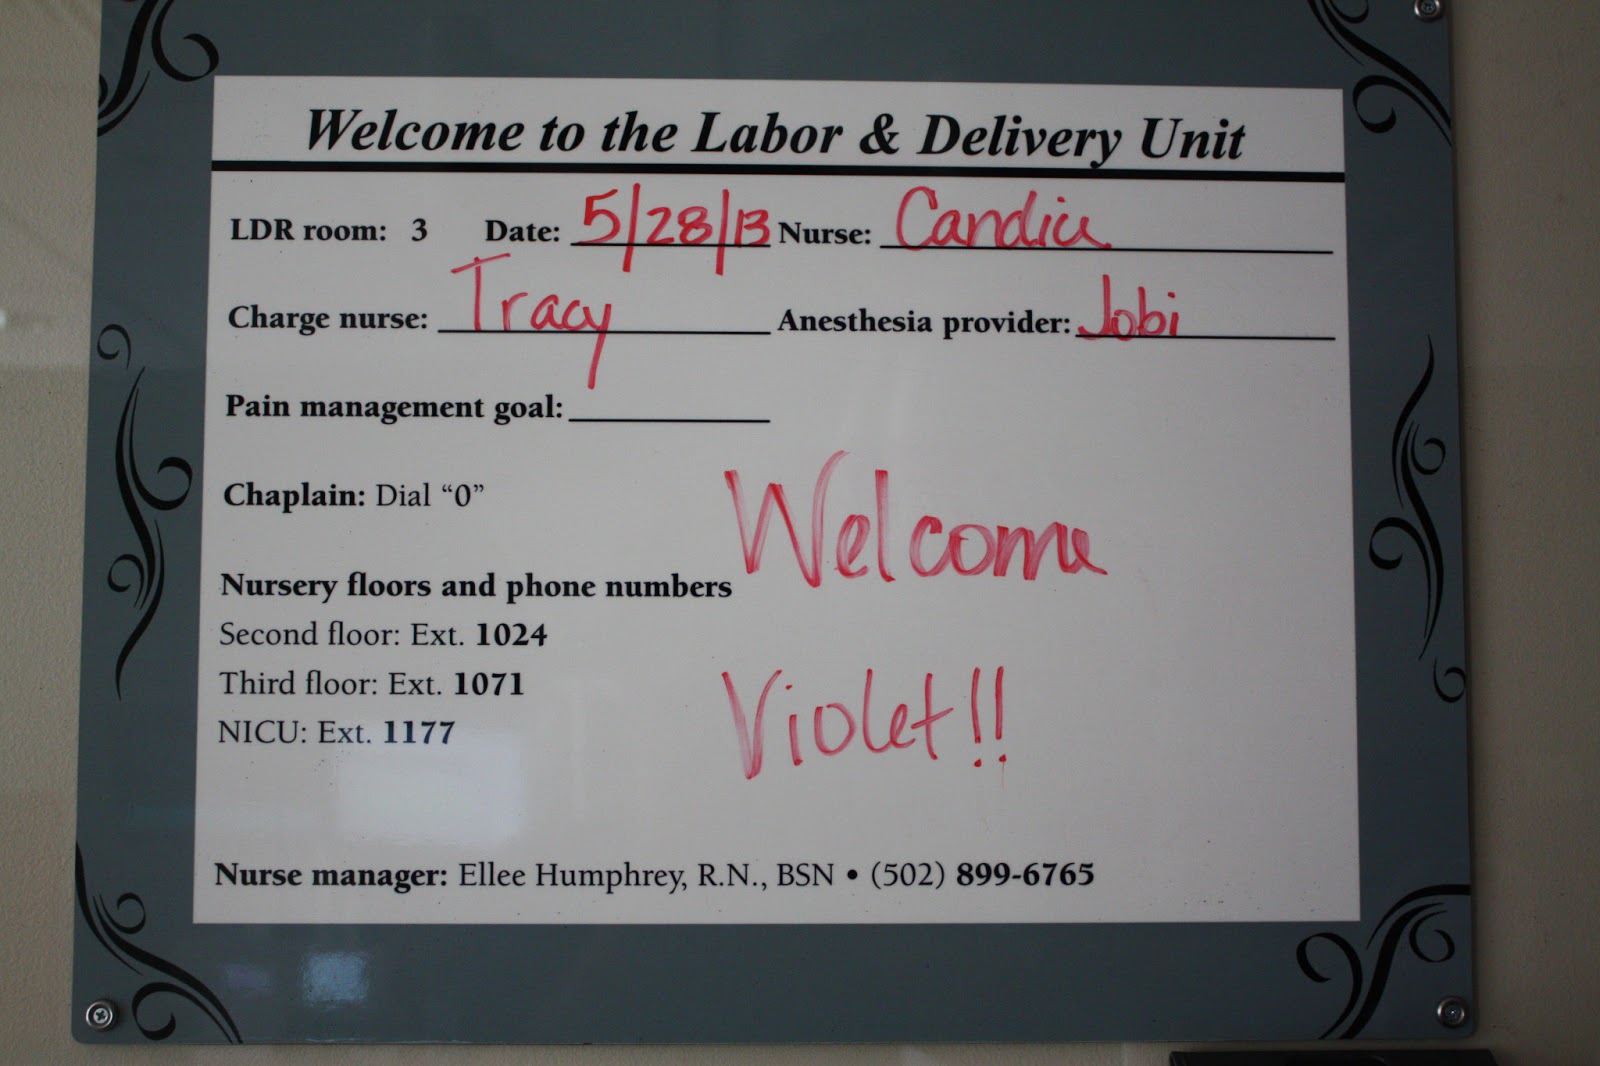 Welcome to the Labor & Delivery Unit
LDR room: 3 Date: 5/28/13 Nurse: Candice
Charge nurse: Tracy Anesthesia provider: Jobi
Pain management goal:
Chaplain: Dial “0”
Welcome
Nursery floors and phone numbers
Second floor: Ext. 1024
Third floor: Ext. 1071
Violet!!
NICU: Ext. 1177
Nurse manager: Ellee Humphrey, R.N., BSN • (502) 899-6765